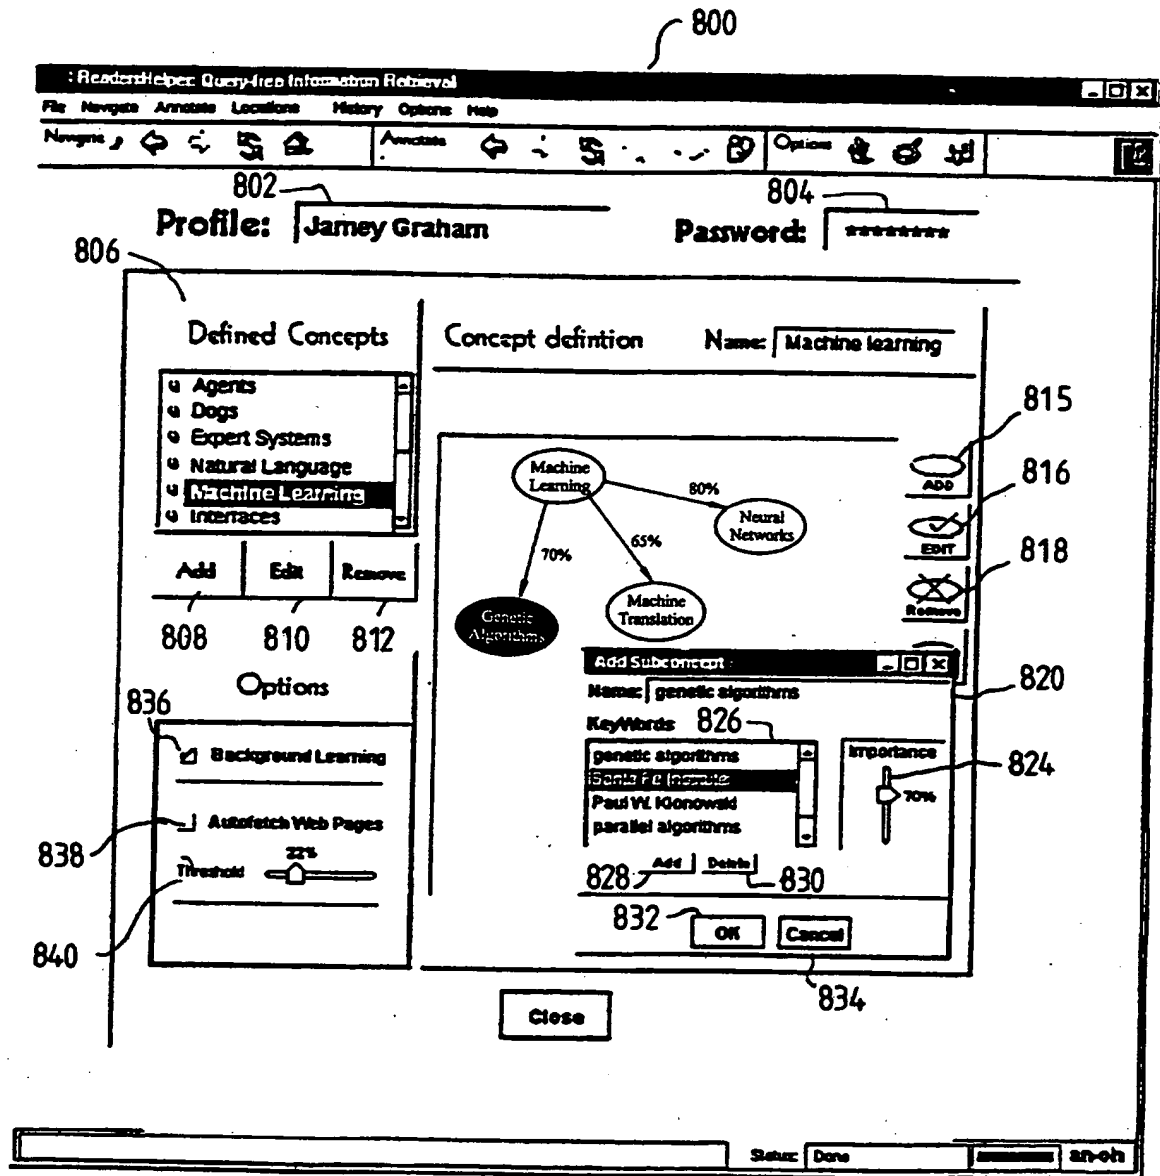 800
: ReadersHelper: Query-free Information Retrieval
File Navigate Annotate Locations History Options Help
Navigate Annotate Options
802 804
Profile: Jamey Graham Password: ********
806
Defined Concepts Concept defintion Name: Machine learning
Agents
Dogs
Expert Systems
Natural Language
Machine Learning
Interfaces
Add Edit Remove
808 810 812
Machine Learning
80%
Neural Networks
70%
65%
Genetic Algorithms
Machine Translation
815
ADD
816
EDIT
818
Remove
Add Subconcept :
820
Name: genetic algorithms
KeyWords 826
genetic algorithms
Paul W. Klonowski
parallel algorithms
Importance
824
70%
Add Delete
828 830
832
OK Cancel
834
Options
836
Background Learning
Autofetch Web Pages
838
22%
Threshold
840
Close
Status: Done an-oh